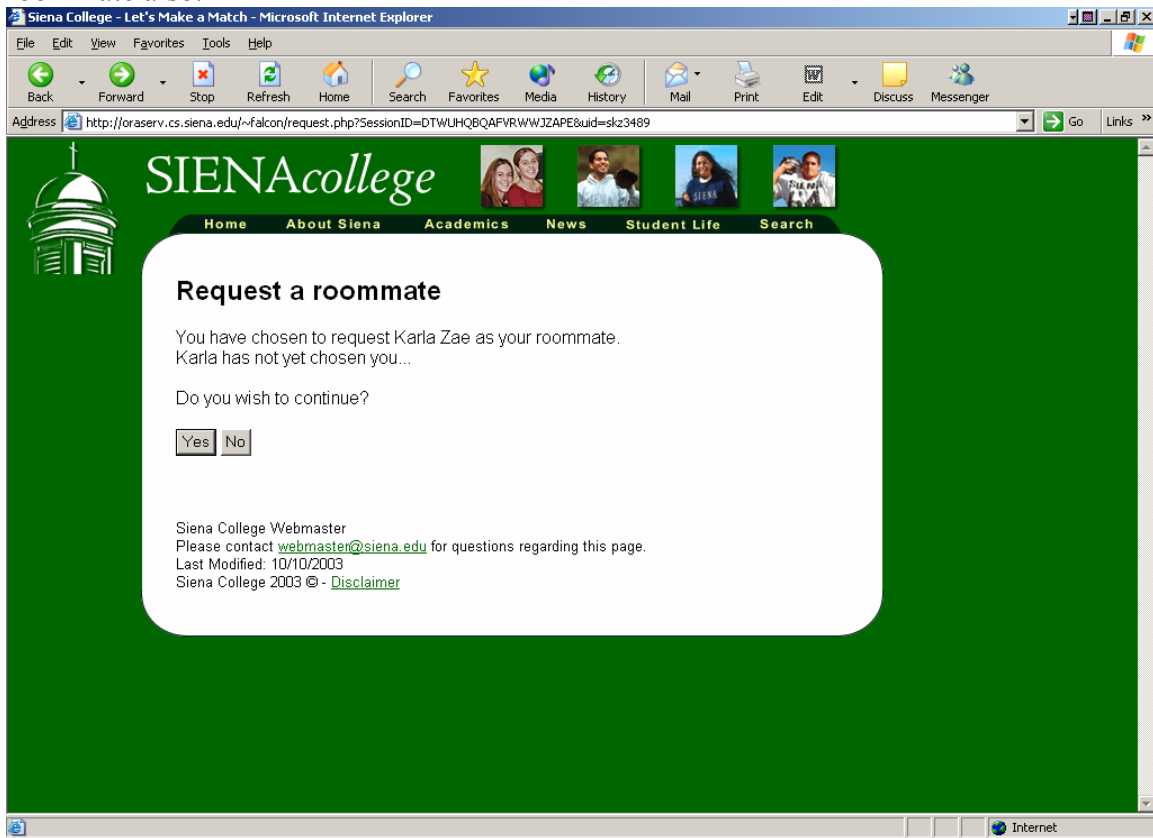 Siena College - Let's Make a Match - Microsoft Internet Explorer
File Edit View Favorites Tools Help
Back Forward Stop Refresh Home Search Favorites Media History Mail Print Edit Discuss Messenger
Address http://oraserv.cs.siena.edu/~falcon/request.php?SessionID=DTWUHQBQAFVRWWJZAPE&uid=skz3489 Go Links »
SIENAcollege
SIENA
Home About Siena Academics News Student Life Search
Request a roommate
You have chosen to request Karla Zae as your roommate.
Karla has not yet chosen you...
Do you wish to continue?
Yes No
Siena College Webmaster
Please contact webmaster@siena.edu for questions regarding this page.
Last Modified: 10/10/2003
Siena College 2003 © - Disclaimer
Internet